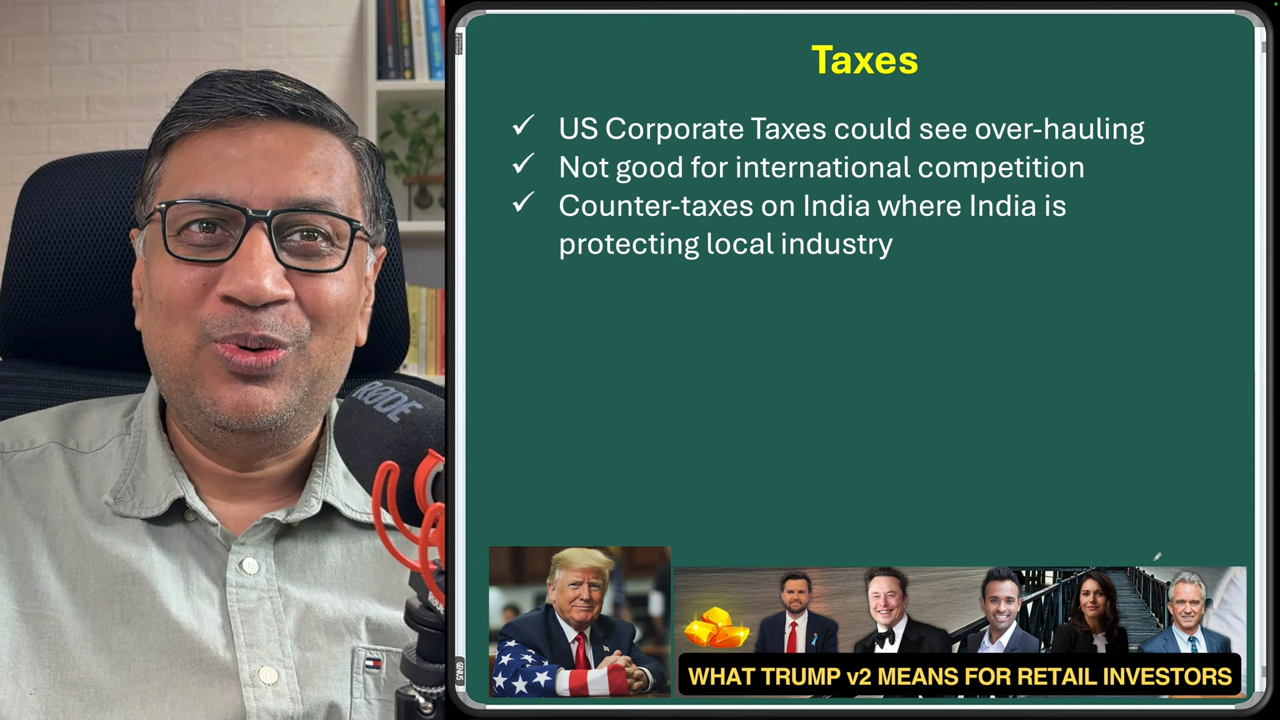 Taxes
✓ US Corporate Taxes could see over-hauling
✓ Not good for international competition
✓ Counter-taxes on India where India is
protecting local industry
RØDE
WHAT TRUMP v2 MEANS FOR RETAIL INVESTORS